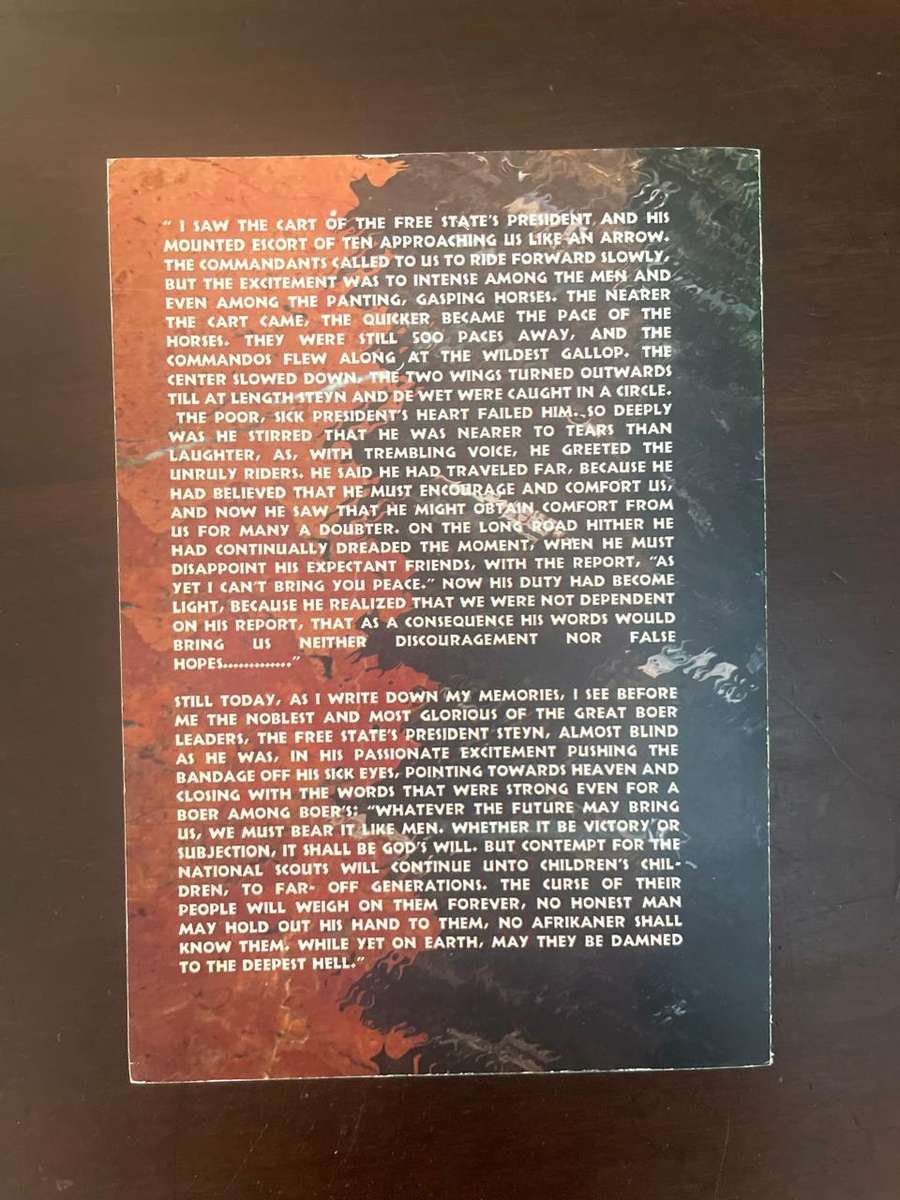 " I SAW THE CART OF THE FREE STATE'S PRESIDENT AND HIS
MOUNTED ESCORT OF TEN APPROACHING US LIKE AN ARROW.
THE COMMANDANTS CALLED TO US TO RIDE FORWARD SLOWLY,
BUT THE EXCITEMENT WAS TO INTENSE AMONG THE MEN AND
EVEN AMONG THE PANTING, GASPING HORSES. THE NEARER
THE CART CAME, THE QUICKER BECAME THE PACE OF THE
HORSES. THEY WERE STILL 500 PACES AWAY, AND THE
COMMANDOS FLEW ALONG AT THE WILDEST GALLOP. THE
CENTER SLOWED DOWN, THE TWO WINGS TURNED OUTWARDS
TILL AT LENGTH STEYN AND DE WET WERE CAUGHT IN A CIRCLE.
THE POOR, SICK PRESIDENT'S HEART FAILED HIM. SO DEEPLY
WAS HE STIRRED THAT HE WAS NEARER TO TEARS THAN
LAUGHTER, AS, WITH TREMBLING VOICE, HE GREETED THE
UNRULY RIDERS. HE SAID HE HAD TRAVELED FAR, BECAUSE HE
HAD BELIEVED THAT HE MUST ENCOURAGE AND COMFORT US,
AND NOW HE SAW THAT HE MIGHT OBTAIN COMFORT FROM
US FOR MANY A DOUBTER. ON THE LONG ROAD HITHER HE
HAD CONTINUALLY DREADED THE MOMENT, WHEN HE MUST
DISAPPOINT HIS EXPECTANT FRIENDS, WITH THE REPORT, "AS
YET I CAN'T BRING YOU PEACE." NOW HIS DUTY HAD BECOME
LIGHT, BECAUSE HE REALIZED THAT WE WERE NOT DEPENDENT
ON HIS REPORT, THAT AS A CONSEQUENCE HIS WORDS WOULD
BRING US NEITHER DISCOURAGEMENT NOR FALSE
HOPES............."
STILL TODAY, AS I WRITE DOWN MY MEMORIES, I SEE BEFORE
ME THE NOBLEST AND MOST GLORIOUS OF THE GREAT BOER
LEADERS, THE FREE STATE'S PRESIDENT STEYN, ALMOST BLIND
AS HE WAS, IN HIS PASSIONATE EXCITEMENT PUSHING THE
BANDAGE OFF HIS SICK EYES, POINTING TOWARDS HEAVEN AND
CLOSING WITH THE WORDS THAT WERE STRONG EVEN FOR A
BOER AMONG BOER'S: "WHATEVER THE FUTURE MAY BRING
US, WE MUST BEAR IT LIKE MEN. WHETHER IT BE VICTORY OR
SUBJECTION, IT SHALL BE GOD'S WILL. BUT CONTEMPT FOR THE
NATIONAL SCOUTS WILL CONTINUE UNTO CHILDREN'S CHIL-
DREN, TO FAR- OFF GENERATIONS. THE CURSE OF THEIR
PEOPLE WILL WEIGH ON THEM FOREVER, NO HONEST MAN
MAY HOLD OUT HIS HAND TO THEM, NO AFRIKANER SHALL
KNOW THEM. WHILE YET ON EARTH, MAY THEY BE DAMNED
TO THE DEEPEST HELL."